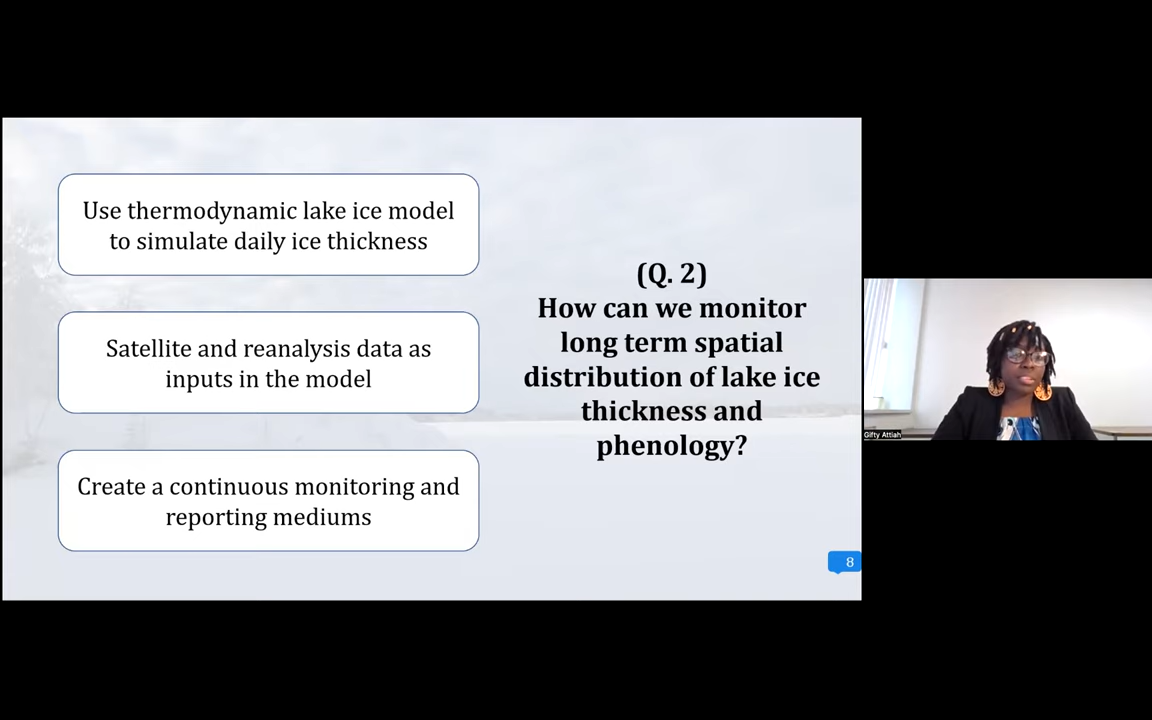 Use thermodynamic lake ice model
to simulate daily ice thickness
Satellite and reanalysis data as
inputs in the model
Create a continuous monitoring and
reporting mediums
(Q. 2)
How can we monitor
long term spatial
distribution of lake ice
thickness and
phenology?
8
Gifty Attiah